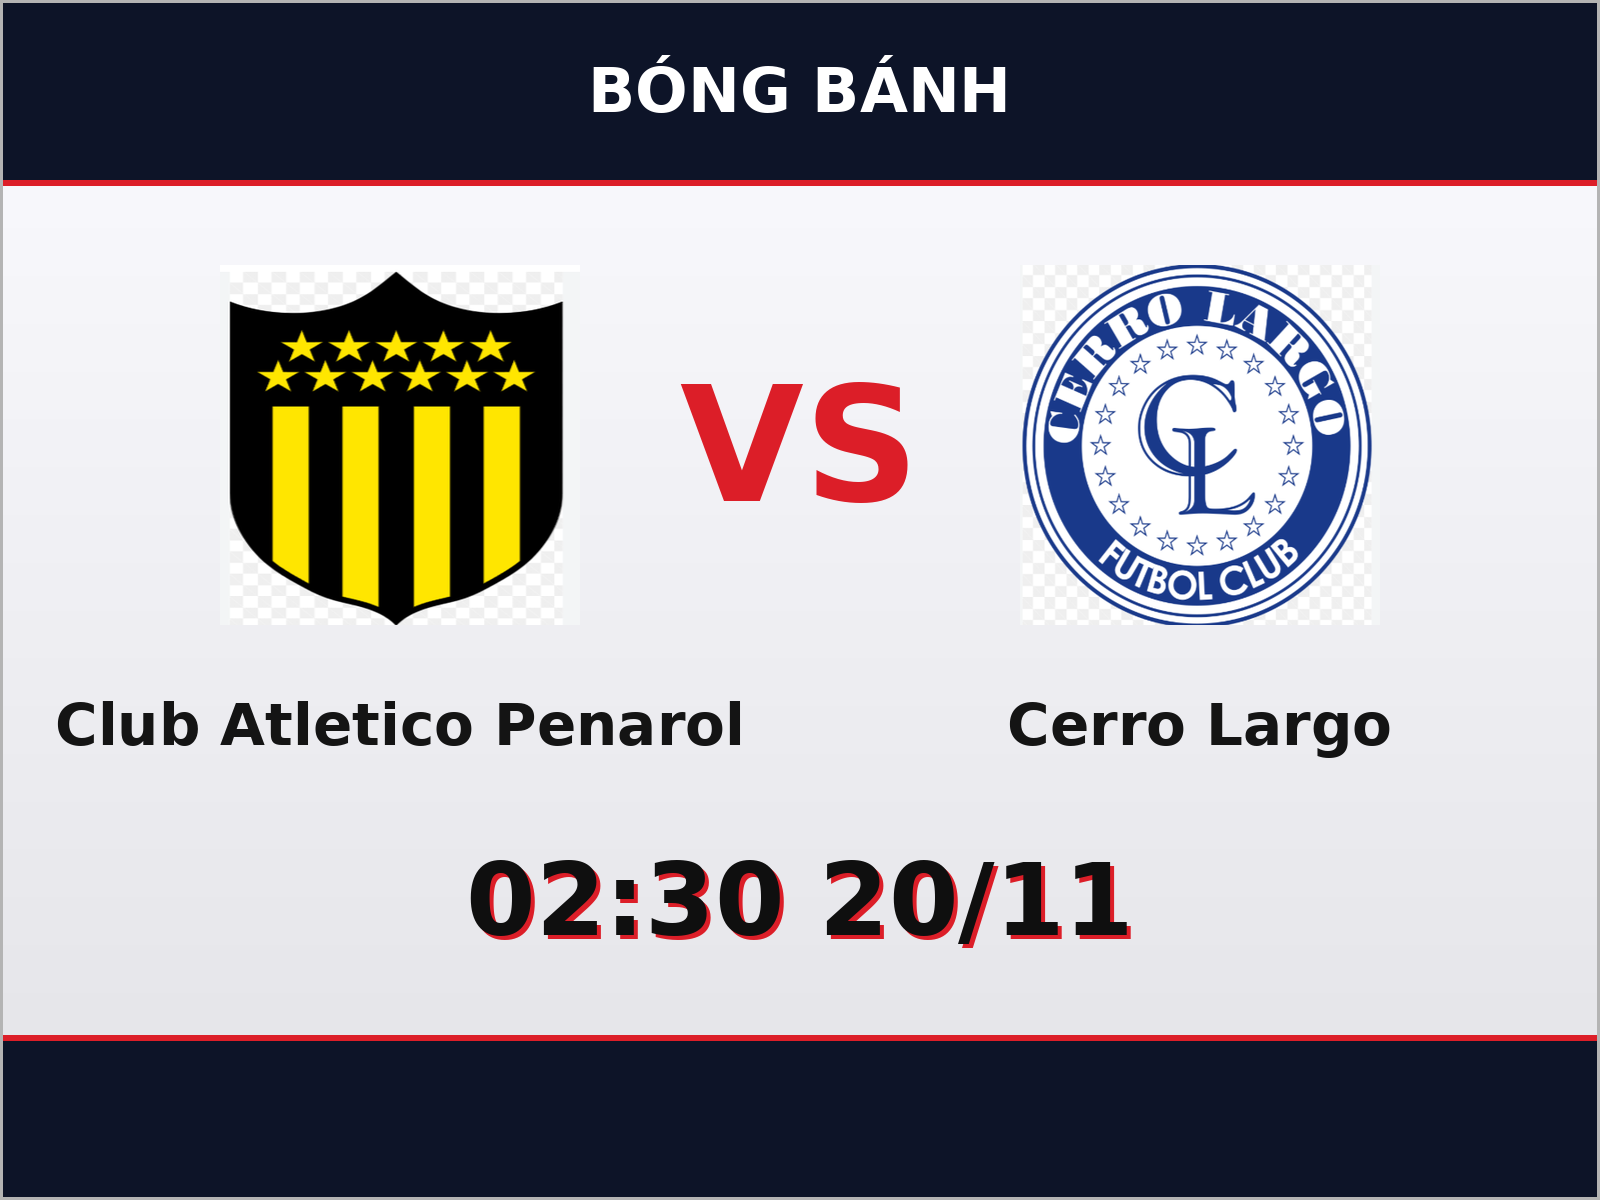 BÓNG BÁNH
VS
CERRO LARGO
CL
FUTBOL CLUB
Club Atletico Penarol
Cerro Largo
02:30 20/11